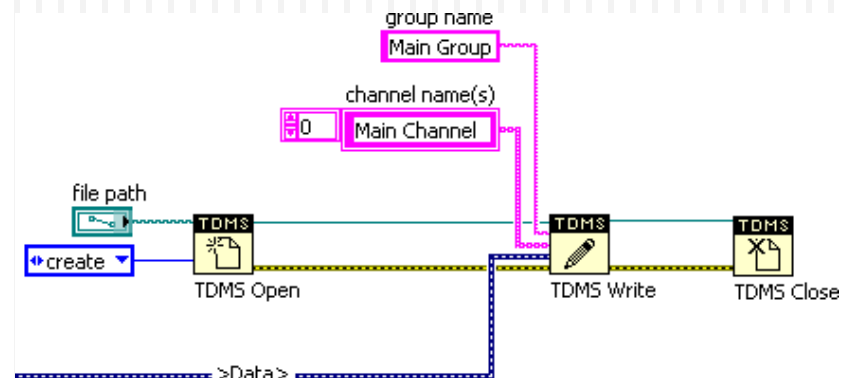 group name
Main Group
channel name(s)
0
Main Channel
file path
TDMS
TDMS
TDMS
create
TDMS Open
TDMS Write
TDMS Close
>Data>